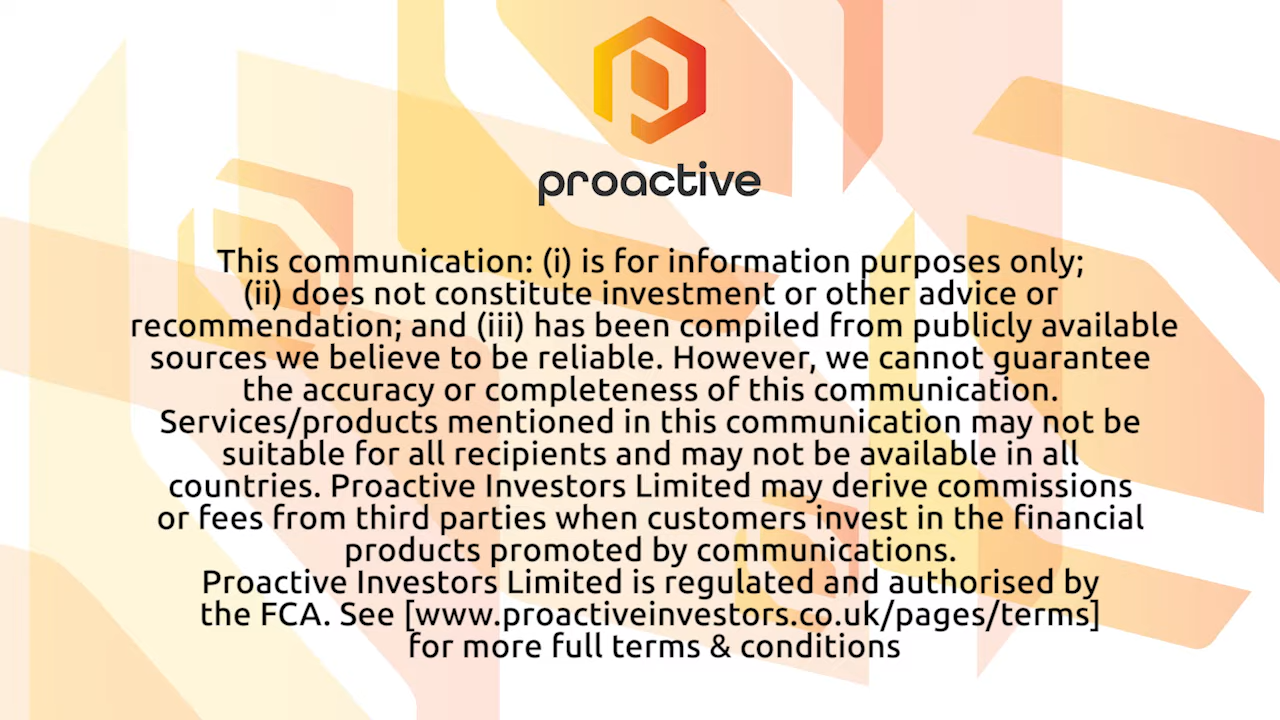 proactive
This communication: (i) is for information purposes only;
(ii) does not constitute investment or other advice or
recommendation; and (iii) has been compiled from publicly available
sources we believe to be reliable. However, we cannot guarantee
the accuracy or completeness of this communication.
Services/products mentioned in this communication may not be
suitable for all recipients and may not be available in all
countries. Proactive Investors Limited may derive commissions
or fees from third parties when customers invest in the financial
products promoted by communications.
Proactive Investors Limited is regulated and authorised by
the FCA. See [www.proactiveinvestors.co.uk/pages/terms]
for more full terms & conditions